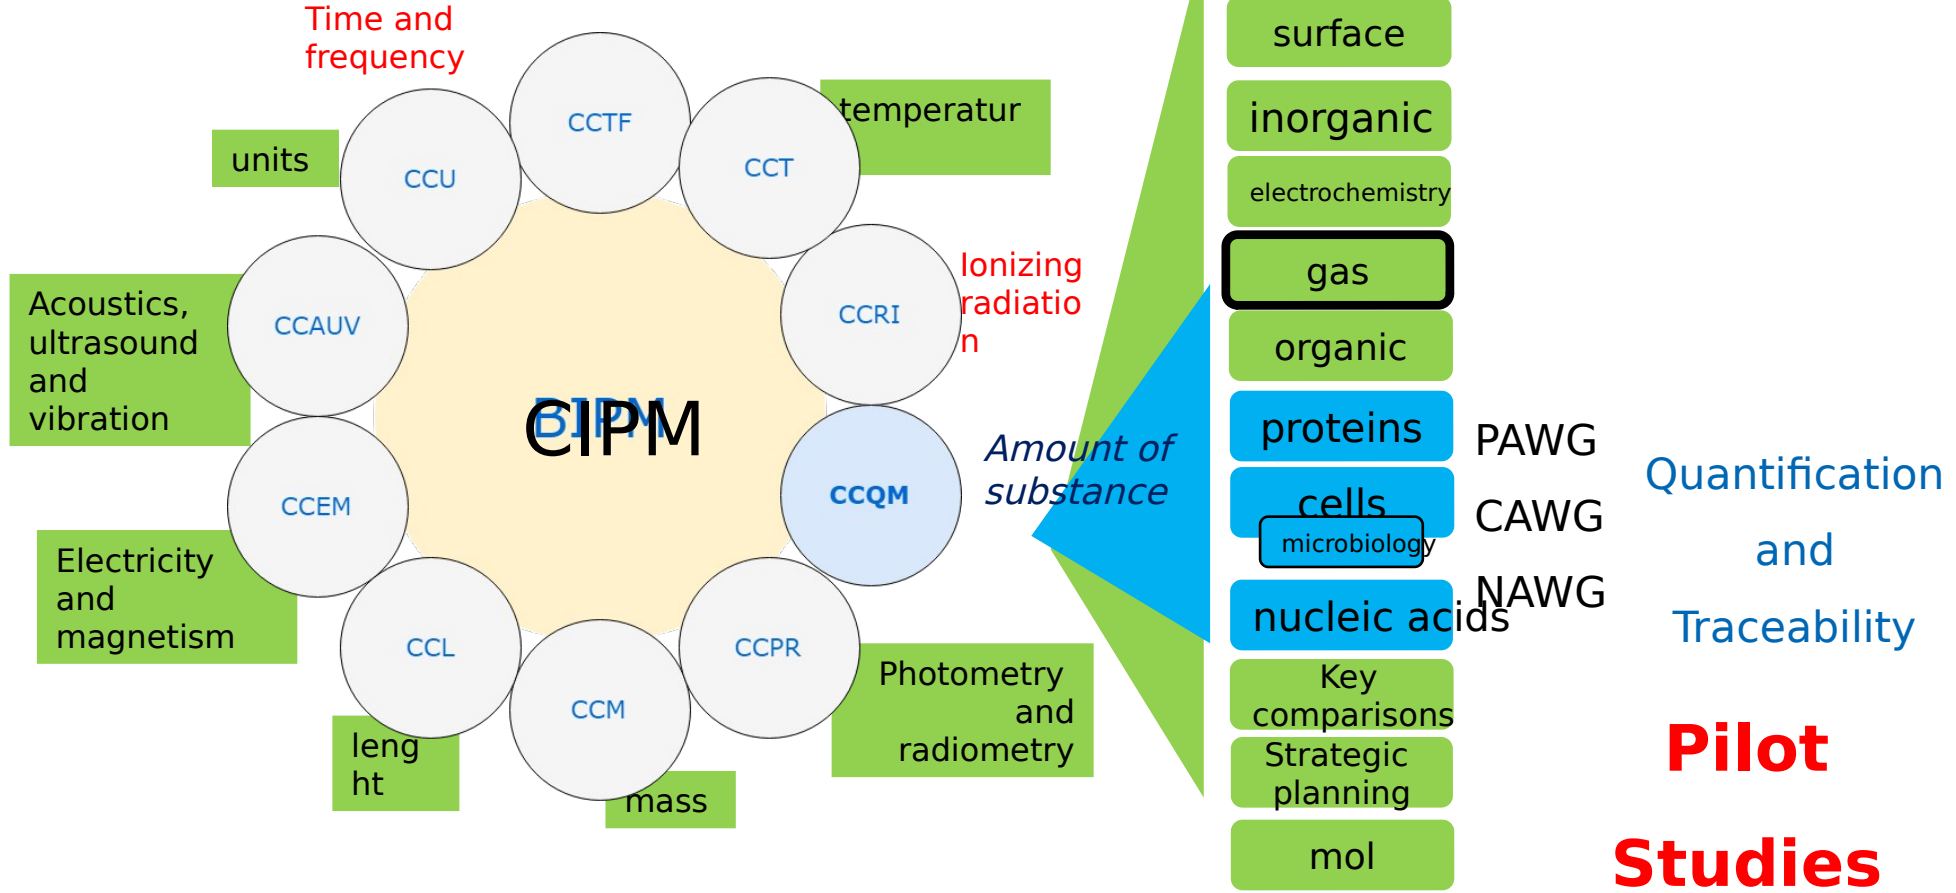 Time and
frequency
CCTF
temperatur
units
CCU
CCT
Acoustics,
ultrasound
and
vibration
CCAUV
CCRI
Ionizing
radiatio
n
BIPM
CIPM
Amount of
substance
CCQM
CCEM
Electricity
and
magnetism
CCL
leng
ht
CCM
mass
CCPR
Photometry
and
radiometry
surface
inorganic
electrochemistry
gas
organic
proteins
cells
microbiology
nucleic acids
Key
comparisons
Strategic
planning
mol
PAWG
CAWG
NAWG
Quantification
and
Traceability
Pilot
Studies